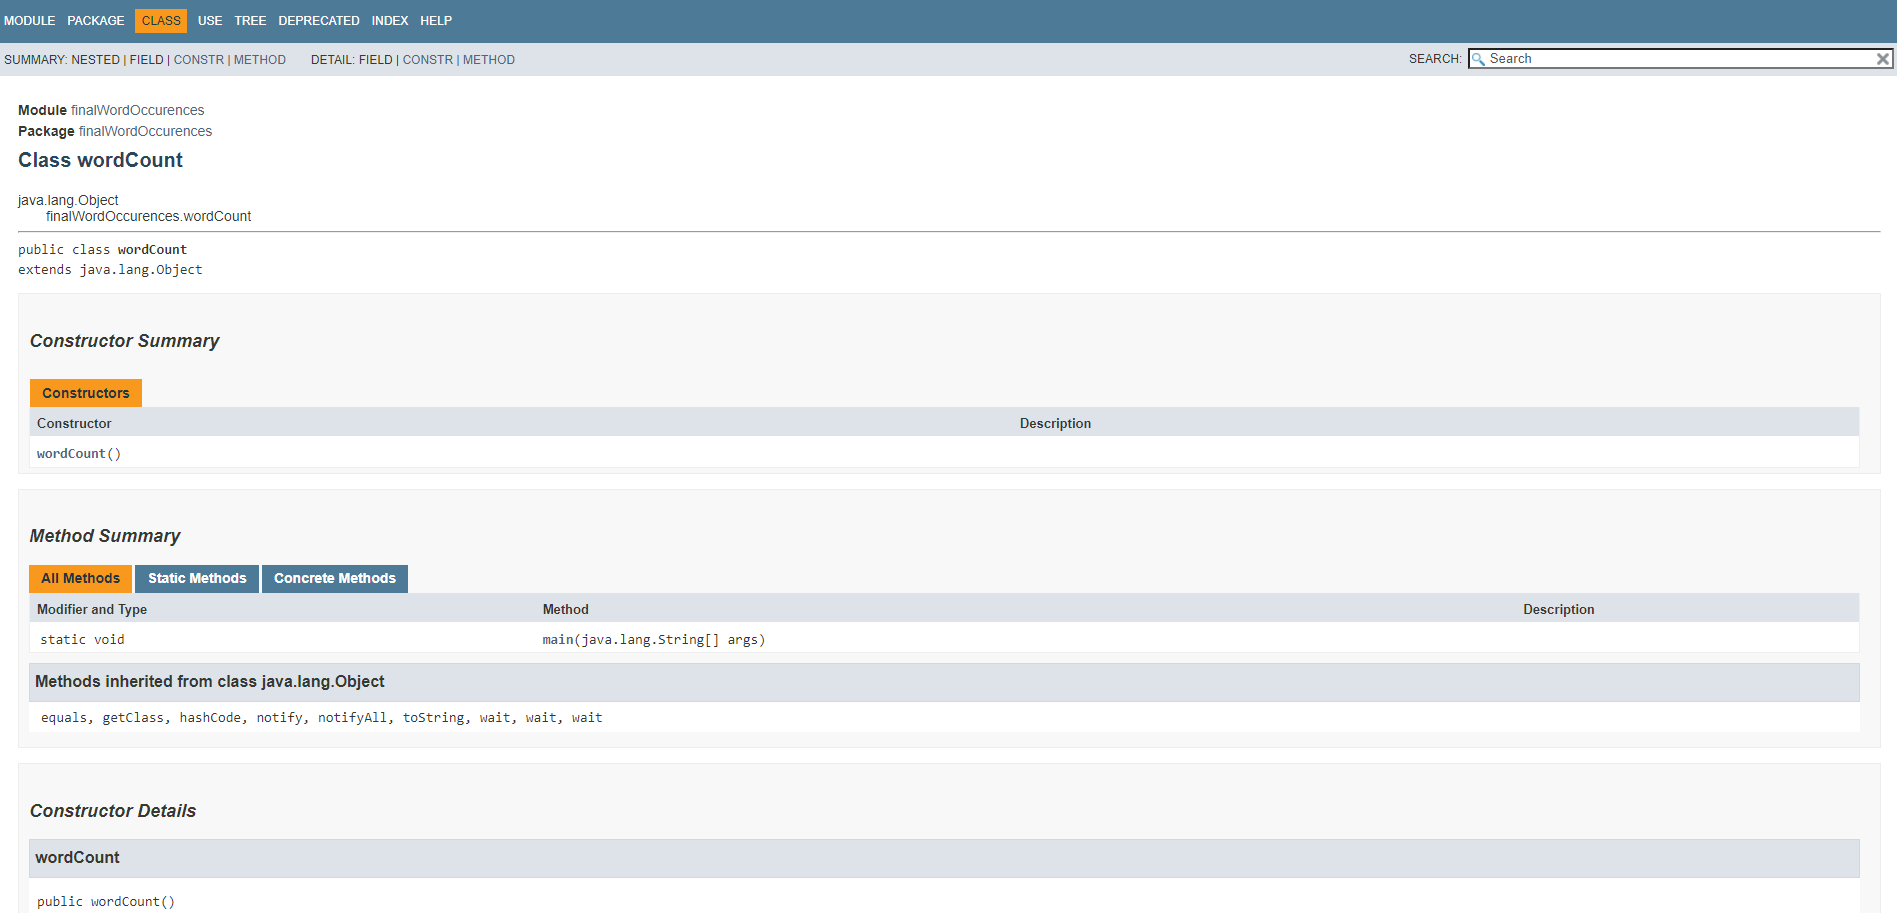 MODULE PACKAGE CLASS USE TREE DEPRECATED INDEX HELP
SUMMARY: NESTED | FIELD | CONSTR | METHOD DETAIL: FIELD | CONSTR | METHOD SEARCH: Search
Module finalWordOccurences
Package finalWordOccurences
Class wordCount
java.lang.Object
finalWordOccurences.wordCount
public class wordCount
extends java.lang.Object
Constructor Summary
Constructors
Constructor Description
wordCount()
Method Summary
All Methods Static Methods Concrete Methods
Modifier and Type Method Description
static void main(java.lang.String[] args)
Methods inherited from class java.lang.Object
equals, getClass, hashCode, notify, notifyAll, toString, wait, wait, wait
Constructor Details
wordCount
public wordCount()